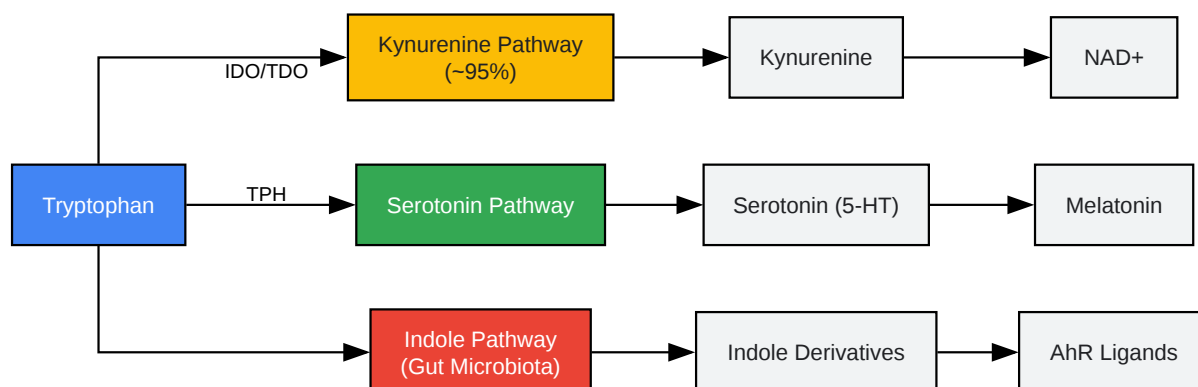 Kynurenine Pathway
(~95%)
Kynurenine
NAD+
IDO/TDO
Tryptophan
TPH
Serotonin Pathway
Serotonin (5-HT)
Melatonin
Indole Pathway
(Gut Microbiota)
Indole Derivatives
AhR Ligands